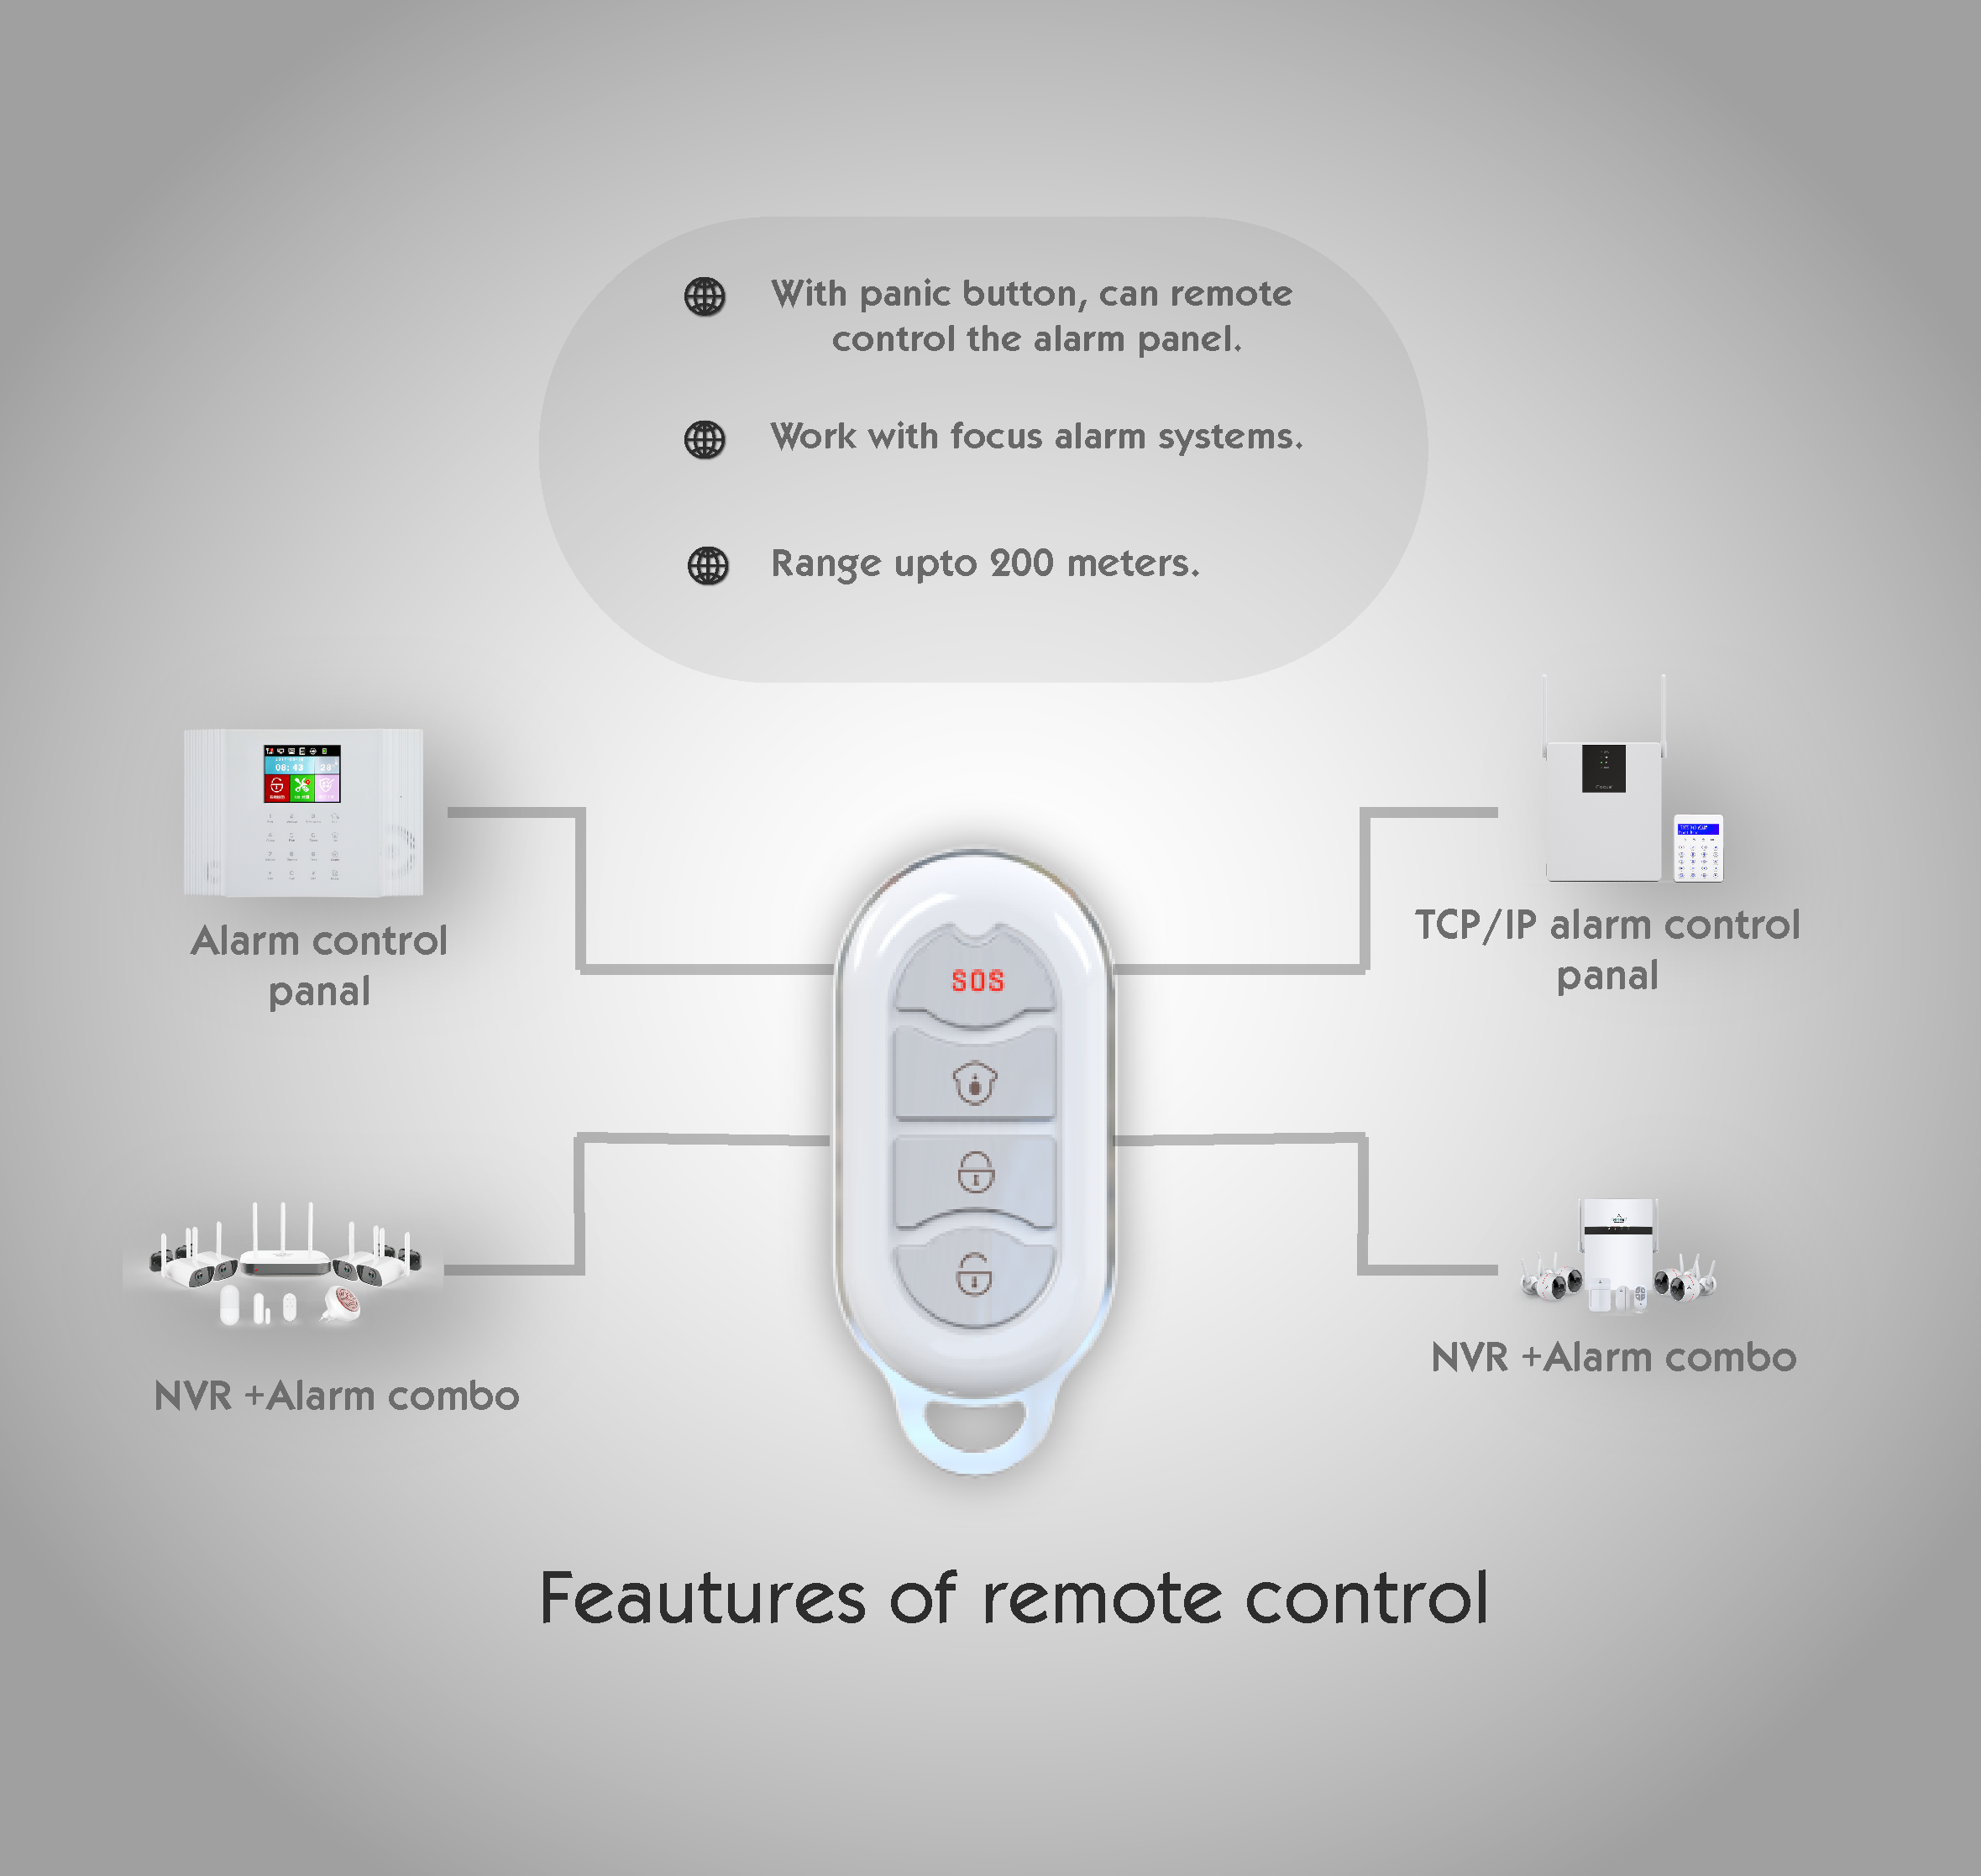 With panic button, can remote
control the alarm panel.
Work with focus alarm systems.
Range upto 200 meters.
08:43
Alarm control
panal
TCP/IP alarm control
panal
SOS
NVR +Alarm combo
NVR +Alarm combo
Feautures of remote control